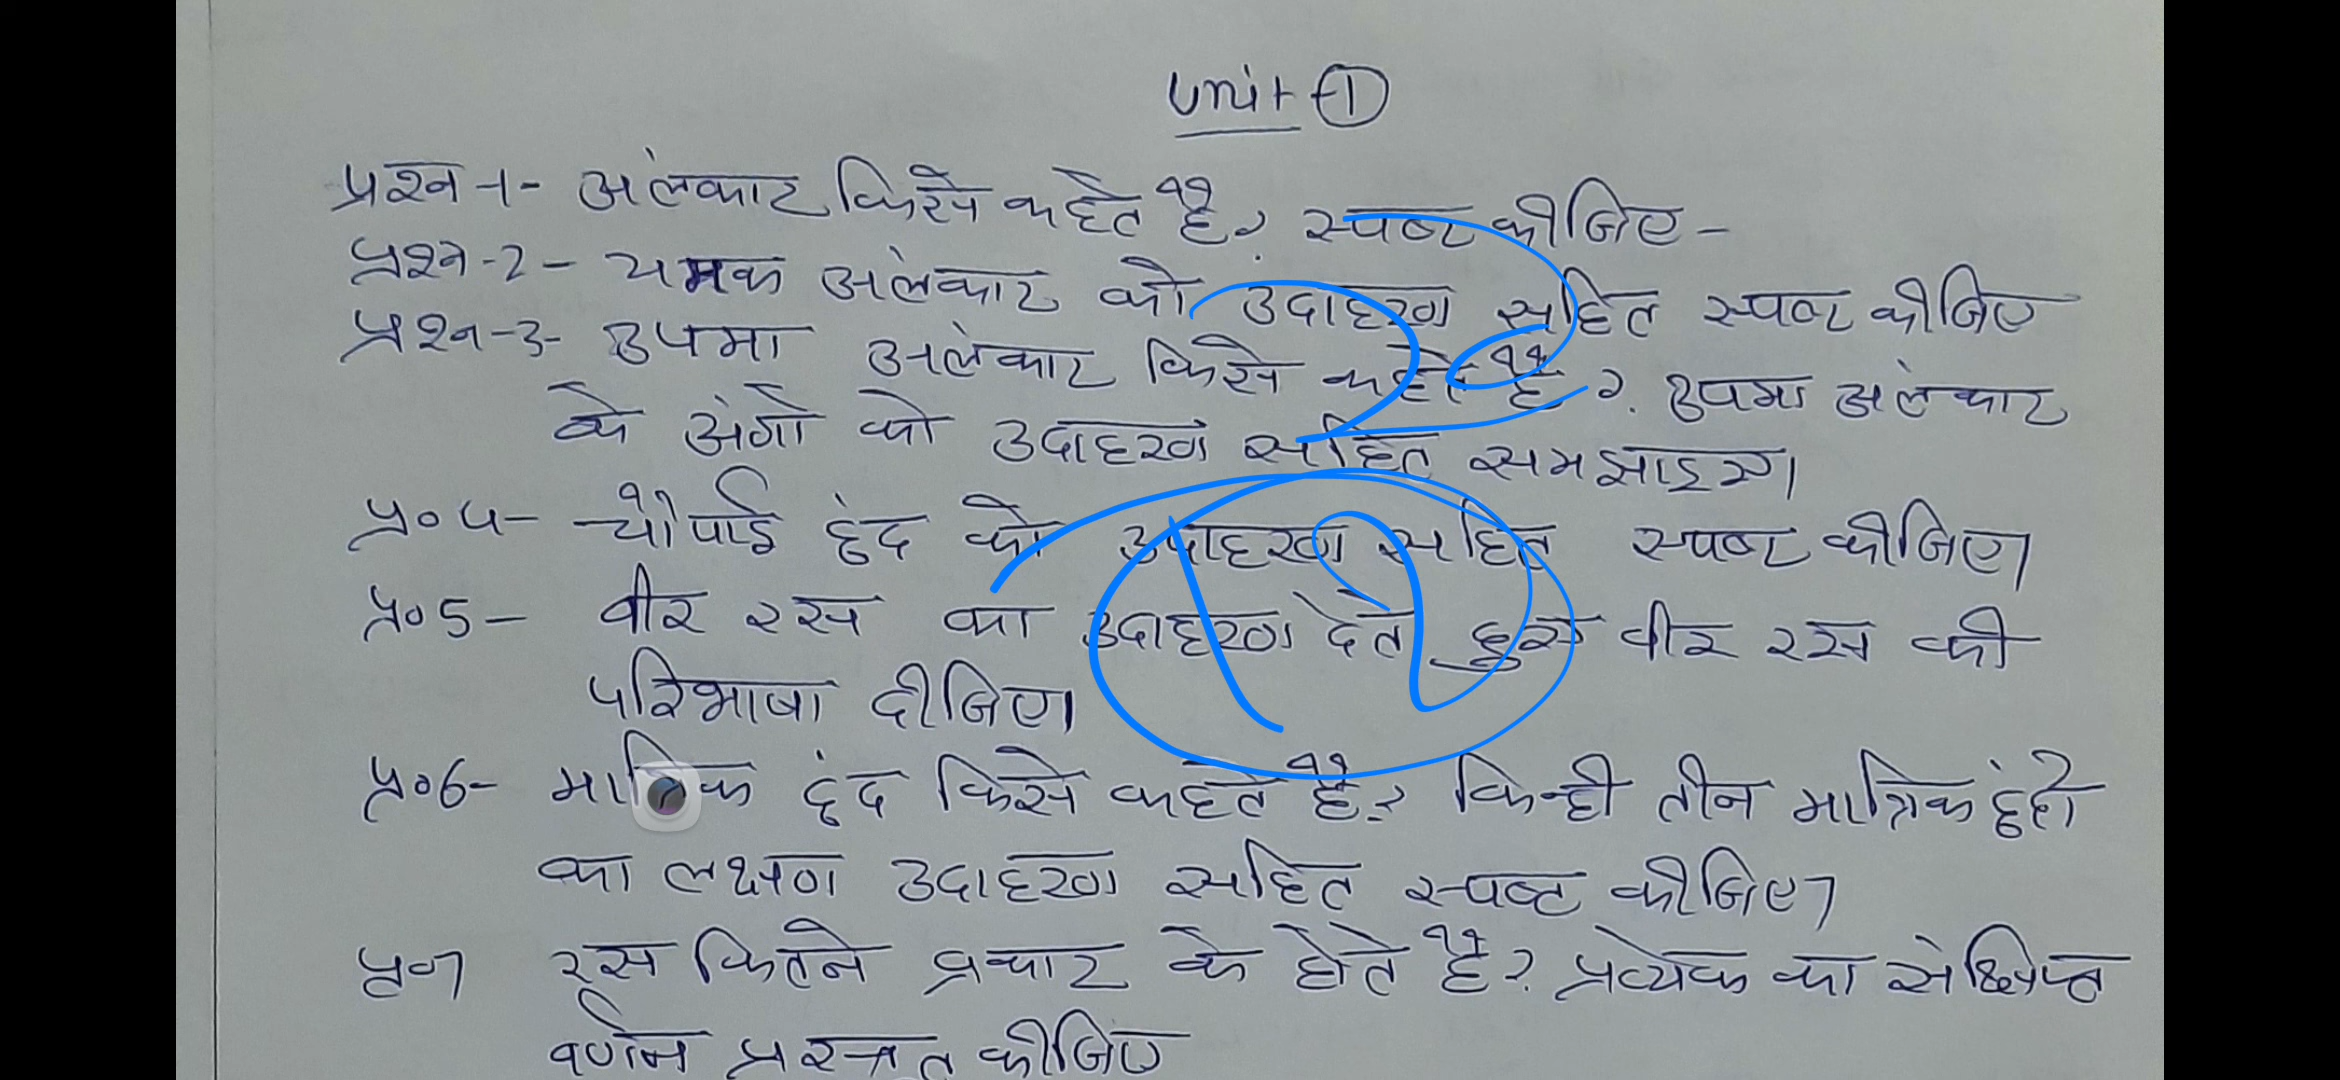 Unit-①
प्रश्न-1- अलंकार किसे कहते हैं? स्पष्ट कीजिए-
प्रश्न-2- यमक अलंकार को उदाहरण सहित स्पष्ट कीजिए
प्रश्न-3- उपमा अलंकार किसे कहते हैं? उपमा अलंकार
के अंगों को उदाहरण सहित समझाइए।
प्र०4- चौपाई छंद को उदाहरण सहित स्पष्ट कीजिए।
प्र०5- वीर रस का उदाहरण देते हुए वीर रस की
परिभाषा दीजिए।
प्र०6- मात्रिक छंद किसे कहते हैं? किन्ही तीन मात्रिक छंदो
का लक्षण उदाहरण सहित स्पष्ट कीजिए।
प्र०7 रस कितने प्रकार के होते हैं? प्रत्येक का संक्षिप्त
वर्णन प्रस्तुत कीजिए